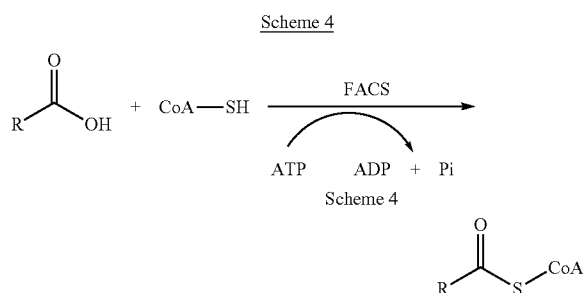 Scheme 4
O
R OH + CoA—SH FACS
ATP ADP + Pi
Scheme 4
O
R S CoA